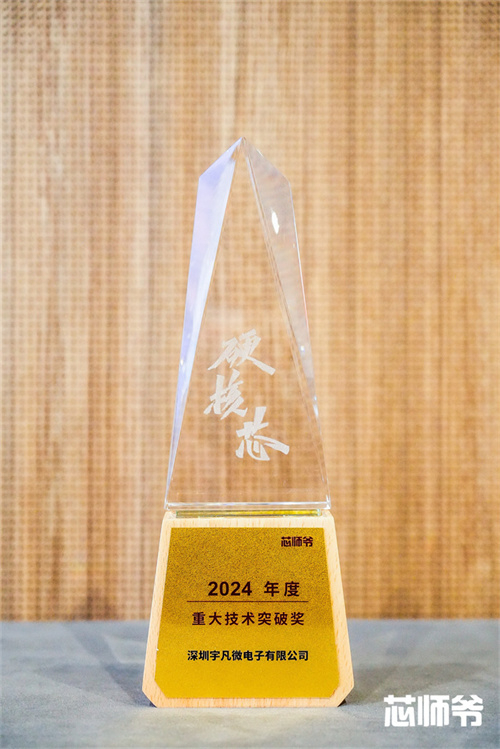 硬核芯
芯师爷
2024 年度
重大技术突破奖
深圳宇凡微电子有限公司
芯师爷